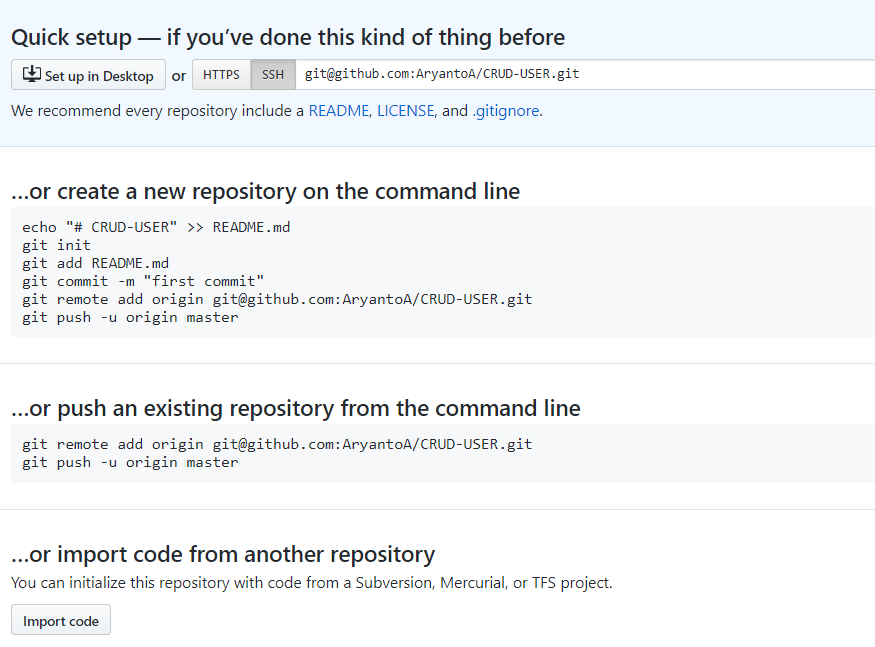 Quick setup — if you’ve done this kind of thing before
Set up in Desktop or HTTPS SSH git@github.com:AryantoA/CRUD-USER.git
We recommend every repository include a README, LICENSE, and .gitignore.
…or create a new repository on the command line
echo "# CRUD-USER" >> README.md
git init
git add README.md
git commit -m "first commit"
git remote add origin git@github.com:AryantoA/CRUD-USER.git
git push -u origin master
…or push an existing repository from the command line
git remote add origin git@github.com:AryantoA/CRUD-USER.git
git push -u origin master
…or import code from another repository
You can initialize this repository with code from a Subversion, Mercurial, or TFS project.
Import code